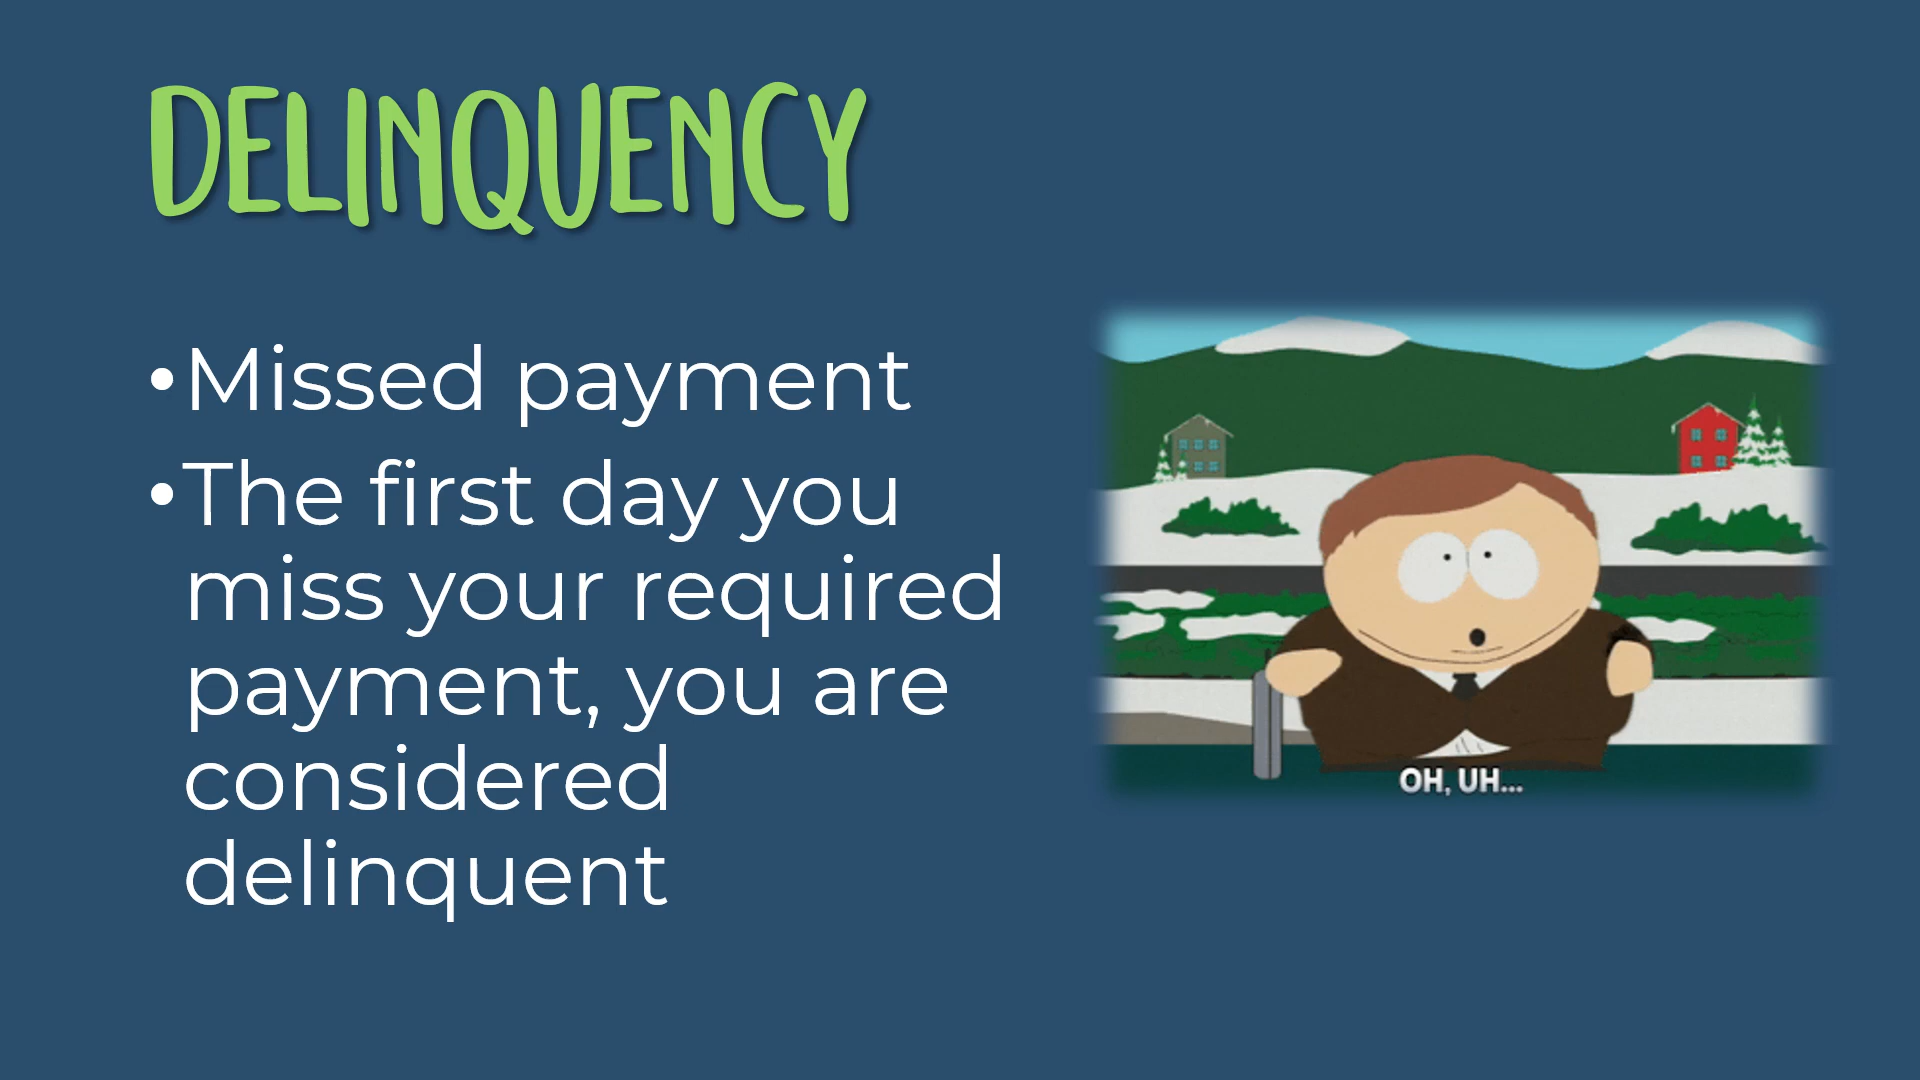 DELINQUENCY
•Missed payment
•The first day you
miss your required
payment, you are
considered
delinquent
OH, UH...